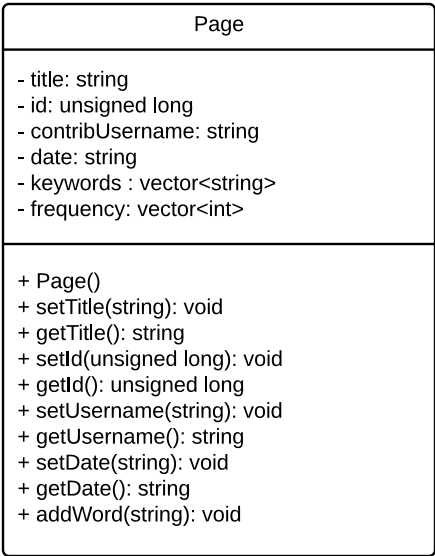 Page
- title: string
- id: unsigned long
- contribUsername: string
- date: string
- keywords : vector<string>
- frequency: vector<int>
+ Page()
+ setTitle(string): void
+ getTitle(): string
+ setId(unsigned long): void
+ getId(): unsigned long
+ setUsername(string): void
+ getUsername(): string
+ setDate(string): void
+ getDate(): string
+ addWord(string): void